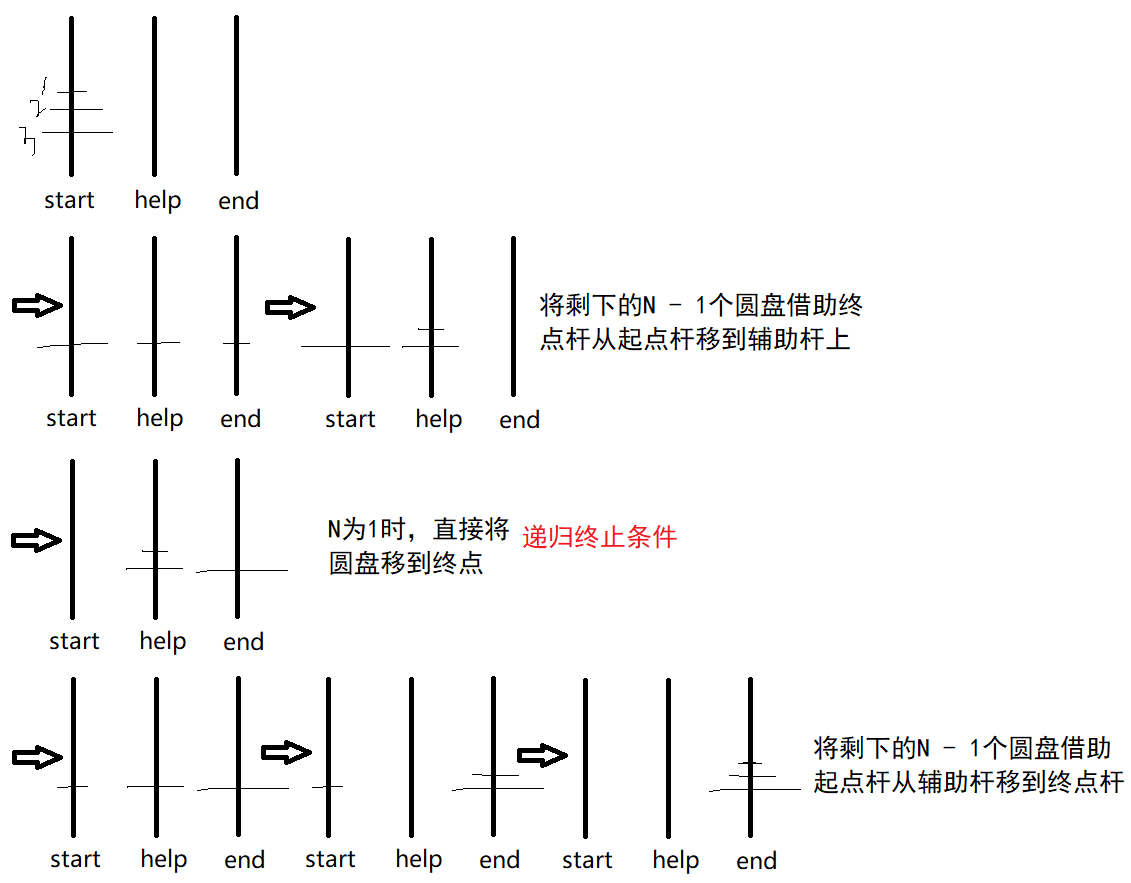 1
2
3
start help end
start help end start help end
将剩下的N - 1个圆盘借助终
点杆从起点杆移到辅助杆上
start help end
N为1时，直接将
圆盘移到终点
递归终止条件
start help end start help end start help end
将剩下的N - 1个圆盘借助
起点杆从辅助杆移到终点杆